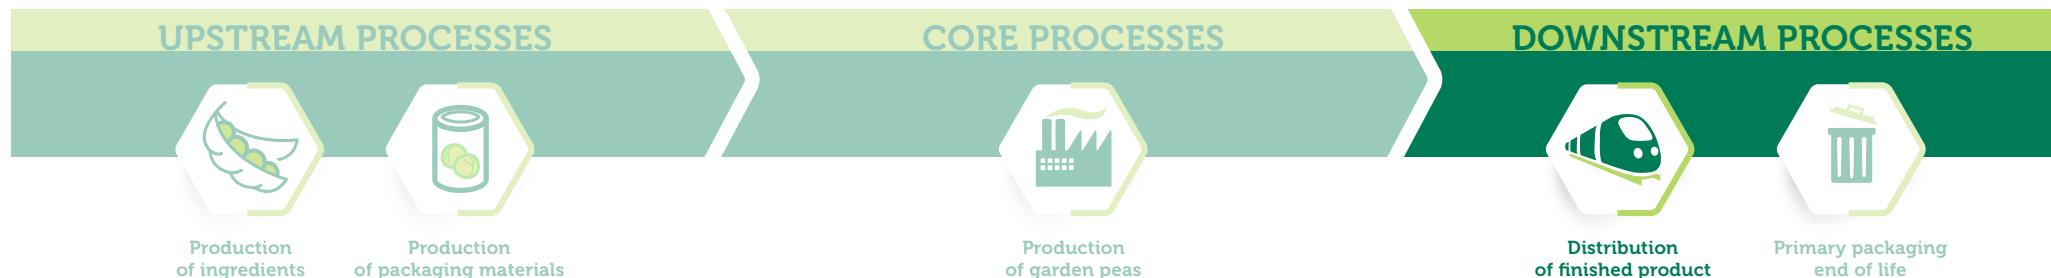 UPSTREAM PROCESSES
CORE PROCESSES
DOWNSTREAM PROCESSES
Production
of ingredients
Production
of packaging materials
Production
of garden peas
Distribution
of finished product
Primary packaging
end of life